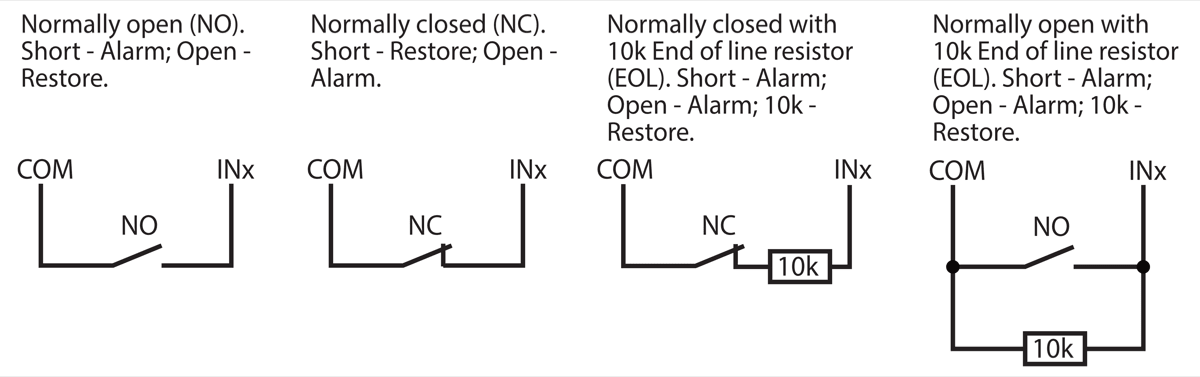 Normally open (NO).
Short - Alarm; Open -
Restore.
COM INx
NO
Normally closed (NC).
Short - Restore; Open -
Alarm.
COM INx
NC
Normally closed with
10k End of line resistor
(EOL). Short - Alarm;
Open - Alarm; 10k -
Restore.
COM INx
NC
10k
Normally open with
10k End of line resistor
(EOL). Short - Alarm;
Open - Alarm; 10k -
Restore.
COM INx
NO
10k